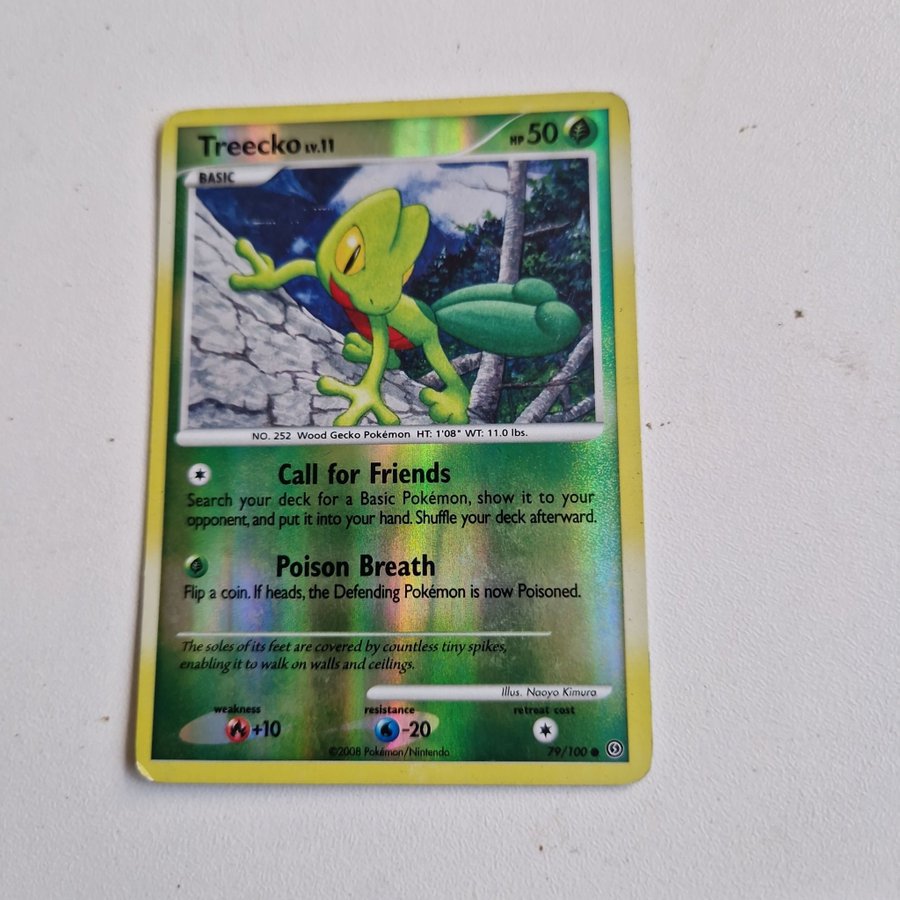 Treecko LV.11
HP 50
BASIC
NO. 252 Wood Gecko Pokémon HT: 1'08" WT: 11.0 lbs.
Call for Friends
Search your deck for a Basic Pokémon, show it to your
opponent, and put it into your hand. Shuffle your deck afterward.
Poison Breath
Flip a coin. If heads, the Defending Pokémon is now Poisoned.
The soles of its feet are covered by countless tiny spikes,
enabling it to walk on walls and ceilings.
Illus. Naoyo Kimura
weakness resistance retreat cost
+10 -20
©2008 Pokémon/Nintendo 79/100